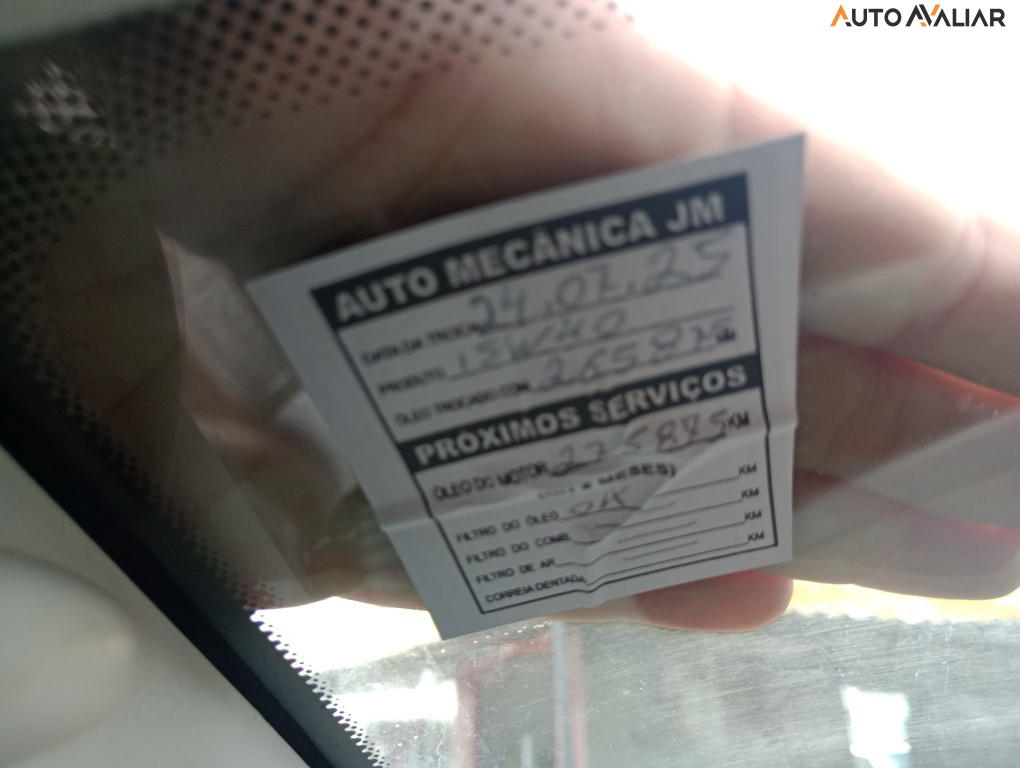 AUTO AVALIAR
AUTO MECÂNICA JM
DATA DA TROCA 24.07.25
PRODUTO 15W40
ÓLEO TROCADO COM 265875 KM
PRÓXIMOS SERVIÇOS
ÓLEO DO MOTOR 275875 KM
MESES)
FILTRO DO ÓLEO OK KM
FILTRO DO COMB KM
FILTRO DE AR KM
CORREIA DENTADA KM